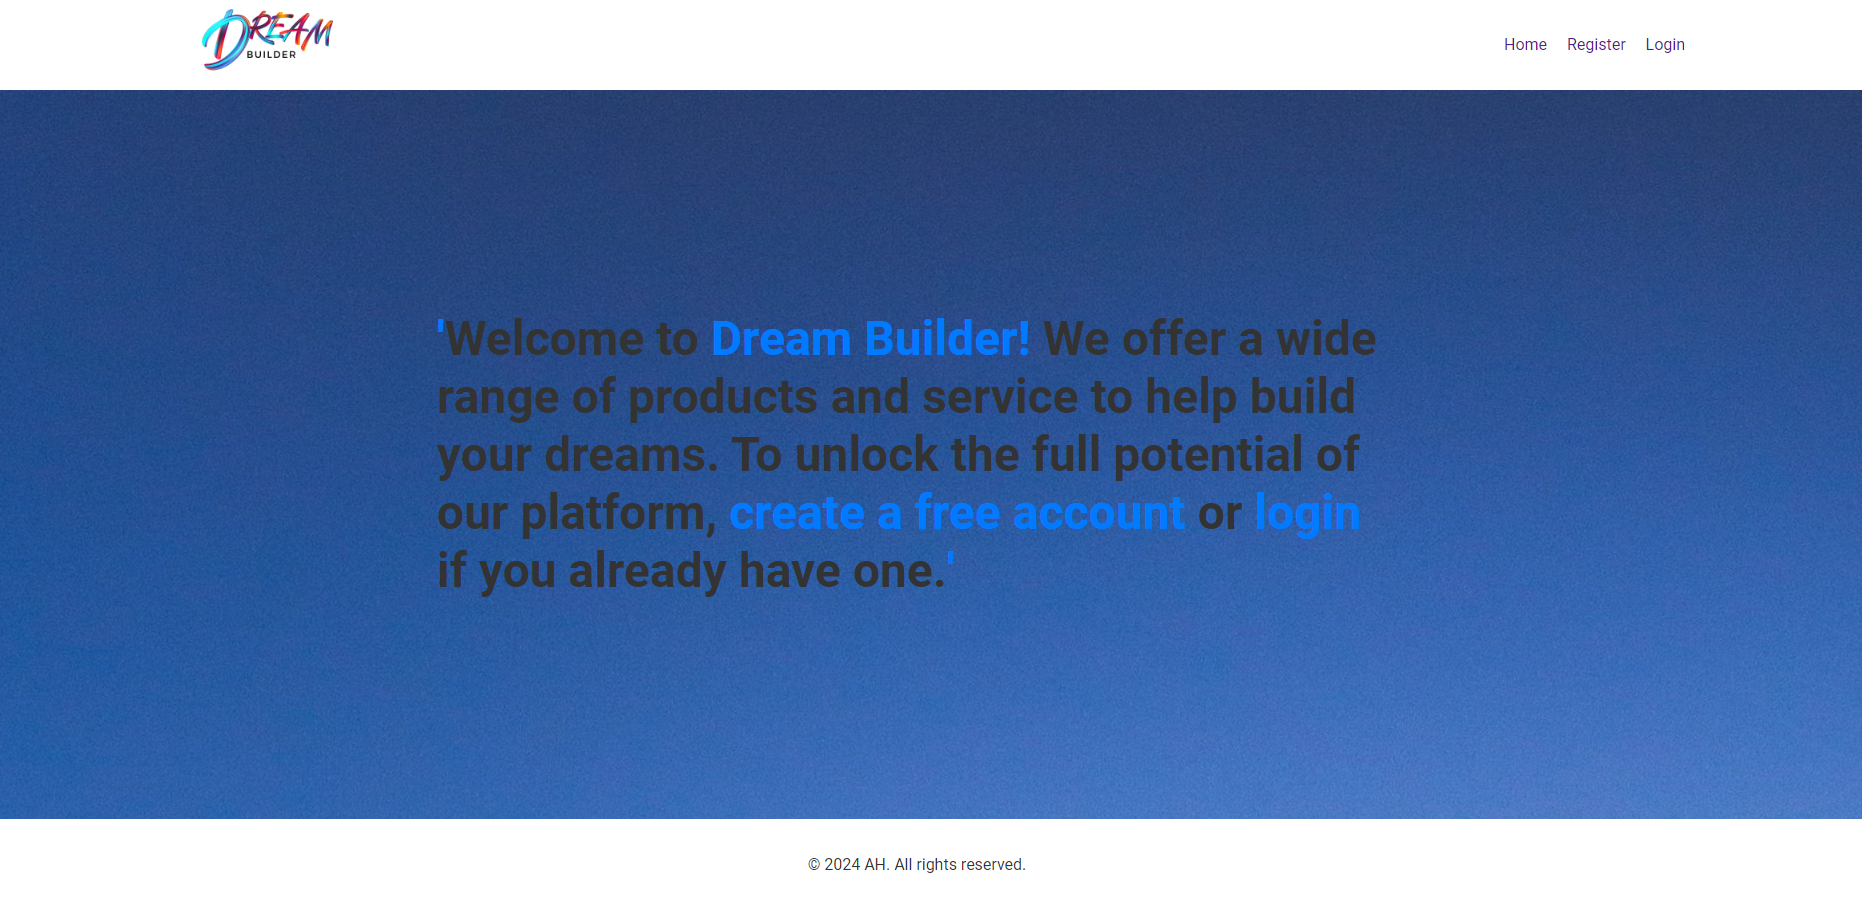 DREAM
BUILDER
Home Register Login
'Welcome to Dream Builder! We offer a wide
range of products and service to help build
your dreams. To unlock the full potential of
our platform, create a free account or login
if you already have one.'
© 2024 AH. All rights reserved.